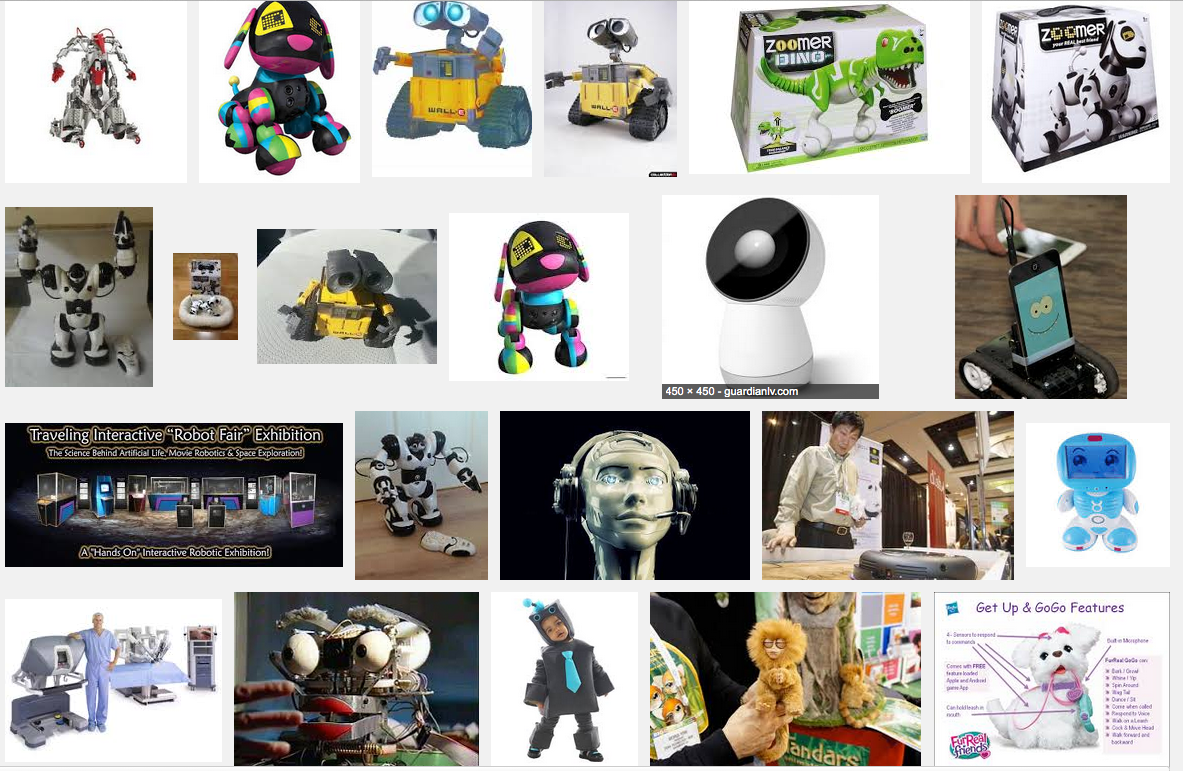 WALL-E
WALL-E
ZOOMER
DINO
BOOMER
ZOOMER
your REAL best friend
WARNING
WALL-E
450 × 450 - guardianlv.com
Traveling Interactive "Robot Fair" Exhibition
The Science Behind Artificial Life, Movie Robotics & Space Exploration!
A "Hands On" Interactive Robotic Exhibition!
Get Up & GoGo Features
4 - Sensors to respond
to commands
Built-in Microphone
Comes with FREE
feature loaded
Apple and Android
game App
FurReal GoGo can:
Bark / Growl
Whine / Yip
Spin Around
Wag Tail
Dance / Sit
Come when called
Respond to Voice
Walk on a Leash
Cock & Move Head
Walk forward and
backward
Can hold leash in
mouth
FurReal
friends
andars